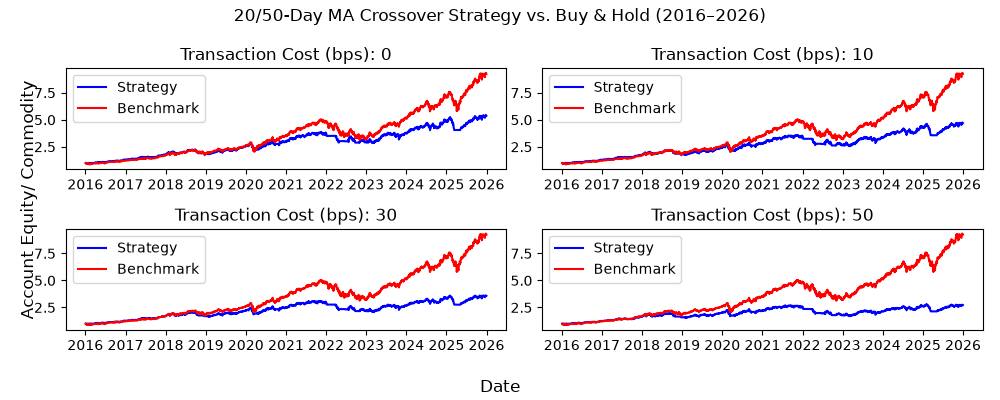 20/50-Day MA Crossover Strategy vs. Buy & Hold (2016–2026)
Transaction Cost (bps): 0
Strategy
Benchmark
7.5
5.0
2.5
2016 2017 2018 2019 2020 2021 2022 2023 2024 2025 2026
Transaction Cost (bps): 10
Strategy
Benchmark
7.5
5.0
2.5
2016 2017 2018 2019 2020 2021 2022 2023 2024 2025 2026
Account Equity/ Commodity
Transaction Cost (bps): 30
Strategy
Benchmark
7.5
5.0
2.5
2016 2017 2018 2019 2020 2021 2022 2023 2024 2025 2026
Transaction Cost (bps): 50
Strategy
Benchmark
7.5
5.0
2.5
2016 2017 2018 2019 2020 2021 2022 2023 2024 2025 2026
Date